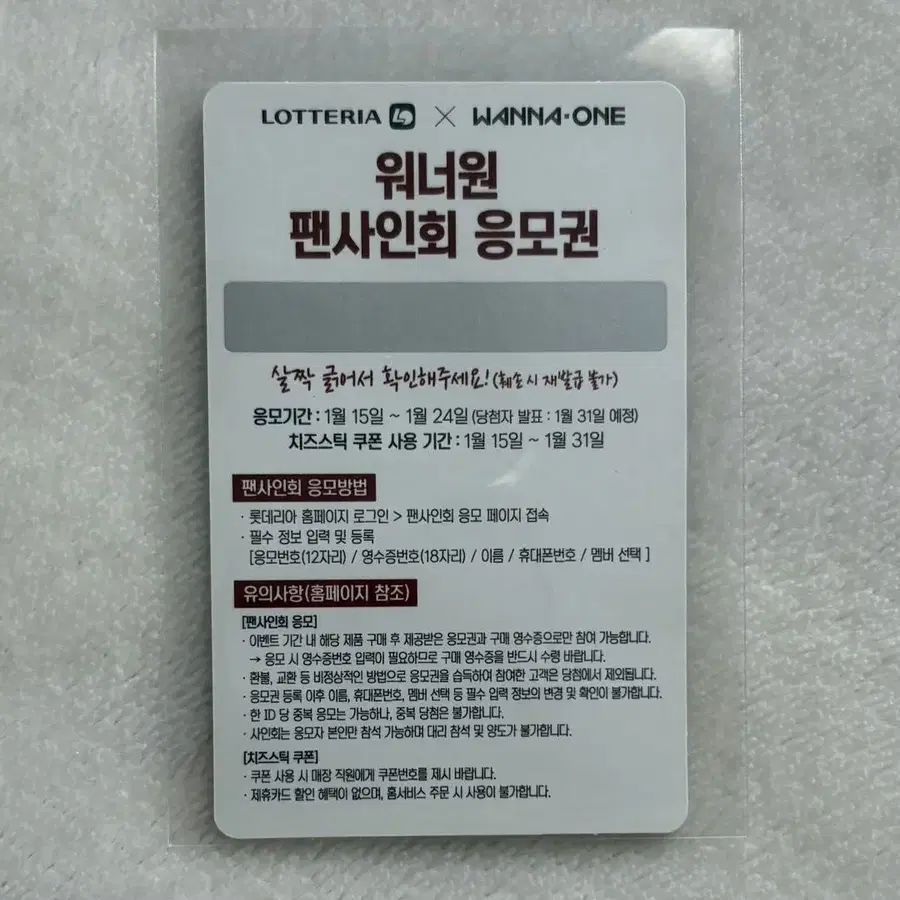 LOTTERIA L × WANNA·ONE
워너원
팬사인회 응모권
살짝 긁어서 확인해주세요! (훼손 시 재발급 불가)
응모기간 : 1월 15일 ~ 1월 24일 (당첨자 발표 : 1월 31일 예정)
치즈스틱 쿠폰 사용 기간 : 1월 15일 ~ 1월 31일
팬사인회 응모방법
· 롯데리아 홈페이지 로그인 > 팬사인회 응모 페이지 접속
· 필수 정보 입력 및 등록
[응모번호(12자리) / 영수증번호(18자리) / 이름 / 휴대폰번호 / 멤버 선택 ]
유의사항(홈페이지 참조)
[팬사인회 응모]
· 이벤트 기간 내 해당 제품 구매 후 제공받은 응모권과 구매 영수증으로만 참여 가능합니다.
→ 응모 시 영수증번호 입력이 필요하므로 구매 영수증을 반드시 수령 바랍니다.
· 환불, 교환 등 비정상적인 방법으로 응모권을 습득하여 참여한 고객은 당첨에서 제외됩니다.
· 응모권 등록 이후 이름, 휴대폰번호, 멤버 선택 등 필수 입력 정보의 변경 및 확인이 불가합니다.
· 한 ID 당 중복 응모는 가능하나, 중복 당첨은 불가합니다.
· 사인회는 응모자 본인만 참석 가능하며 대리 참석 및 양도가 불가합니다.
[치즈스틱 쿠폰]
· 쿠폰 사용 시 매장 직원에게 쿠폰번호를 제시 바랍니다.
· 제휴카드 할인 혜택이 없으며, 홈서비스 주문 시 사용이 불가합니다.